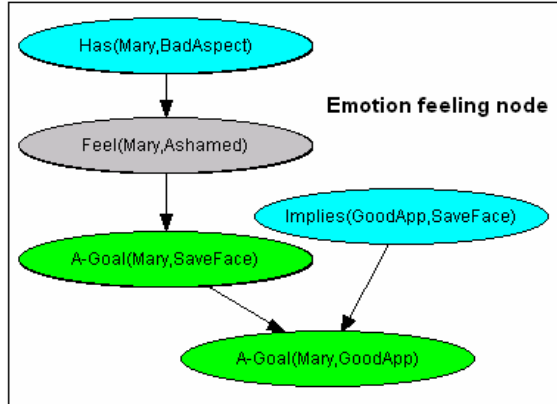 Has(Mary,BadAspect)
Emotion feeling node
Feel(Mary,Ashamed)
Implies(GoodApp,SaveFace)
A-Goal(Mary,SaveFace)
A-Goal(Mary,GoodApp)